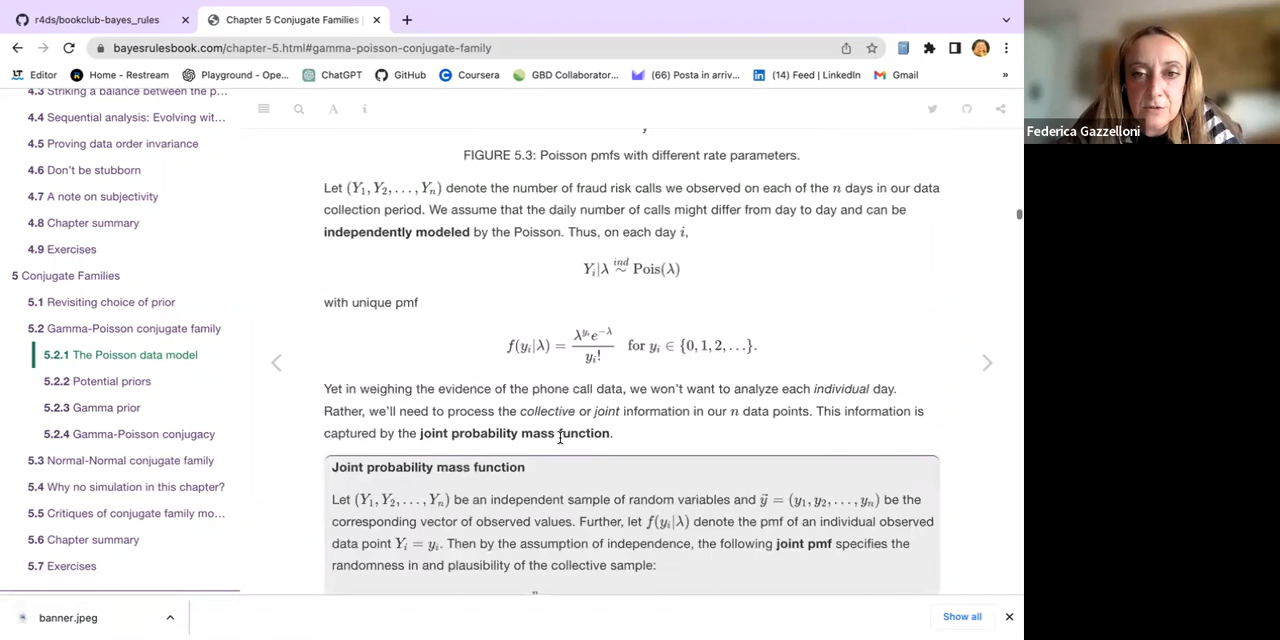 r4ds/bookclub-bayes_rules
Chapter 5 Conjugate Families
bayesrulesbook.com/chapter-5.html#gamma-poisson-conjugate-family
Editor Home - Restream Playground - Ope... ChatGPT GitHub Coursera GBD Collaborator... (66) Posta in arriv... (14) Feed | LinkedIn Gmail »
4.3 Striking a balance between the p...
4.4 Sequential analysis: Evolving wit...
4.5 Proving data order invariance
4.6 Don't be stubborn
4.7 A note on subjectivity
4.8 Chapter summary
4.9 Exercises
5 Conjugate Families
5.1 Revisiting choice of prior
5.2 Gamma-Poisson conjugate family
5.2.1 The Poisson data model
5.2.2 Potential priors
5.2.3 Gamma prior
5.2.4 Gamma-Poisson conjugacy
5.3 Normal-Normal conjugate family
5.4 Why no simulation in this chapter?
5.5 Critiques of conjugate family mo...
5.6 Chapter summary
5.7 Exercises
FIGURE 5.3: Poisson pmfs with different rate parameters.
Let (Y₁, Y₂, . . . , Yₙ) denote the number of fraud risk calls we observed on each of the n days in our data
collection period. We assume that the daily number of calls might differ from day to day and can be
independently modeled by the Poisson. Thus, on each day i,
Yᵢ|λ ~ind Pois(λ)
with unique pmf
f(yᵢ|λ) = λ^yᵢ e^−λ / yᵢ! for yᵢ ∈ {0, 1, 2, . . .}.
Yet in weighing the evidence of the phone call data, we won't want to analyze each individual day.
Rather, we'll need to process the collective or joint information in our n data points. This information is
captured by the joint probability mass function.
Joint probability mass function
Let (Y₁, Y₂, . . . , Yₙ) be an independent sample of random variables and y⃗ = (y₁, y₂, . . . , yₙ) be the
corresponding vector of observed values. Further, let f(yᵢ|λ) denote the pmf of an individual observed
data point Yᵢ = yᵢ. Then by the assumption of independence, the following joint pmf specifies the
randomness in and plausibility of the collective sample:
banner.jpeg
Show all
Federica Gazzelloni